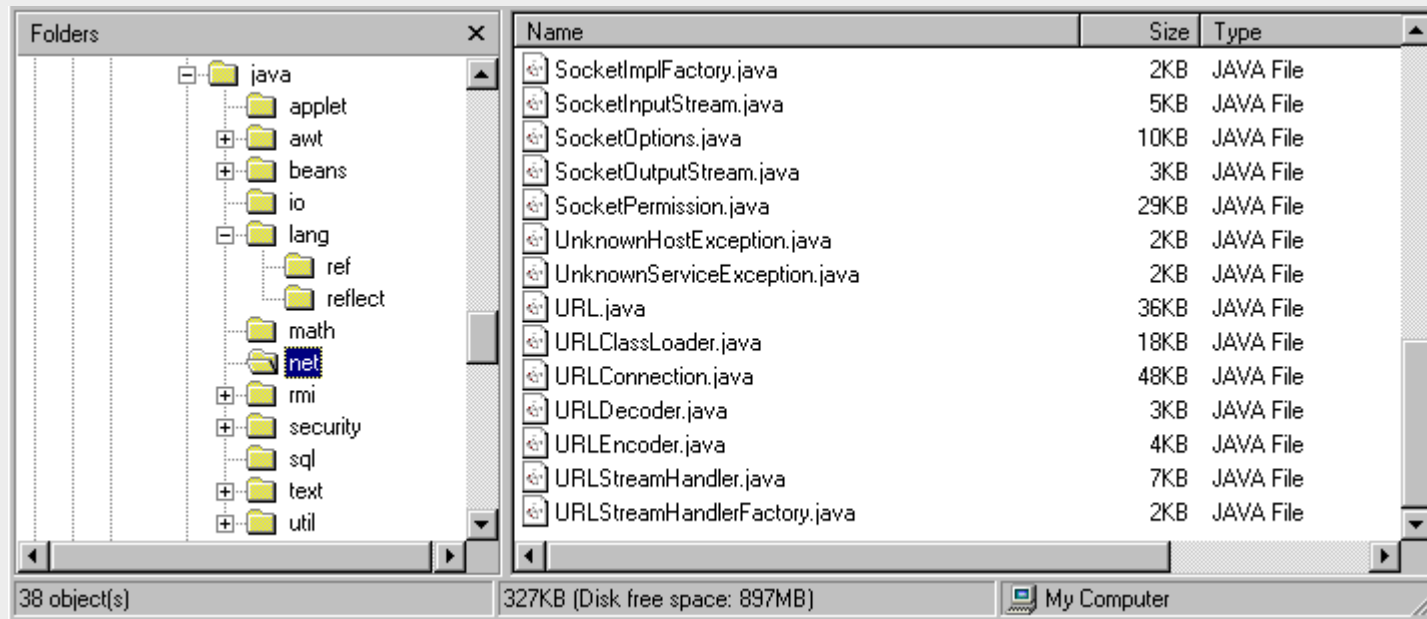 Folders
java
applet
awt
beans
io
lang
ref
reflect
math
net
rmi
security
sql
text
util
Name Size Type
SocketImplFactory.java 2KB JAVA File
SocketInputStream.java 5KB JAVA File
SocketOptions.java 10KB JAVA File
SocketOutputStream.java 3KB JAVA File
SocketPermission.java 29KB JAVA File
UnknownHostException.java 2KB JAVA File
UnknownServiceException.java 2KB JAVA File
URL.java 36KB JAVA File
URLClassLoader.java 18KB JAVA File
URLConnection.java 48KB JAVA File
URLDecoder.java 3KB JAVA File
URLEncoder.java 4KB JAVA File
URLStreamHandler.java 7KB JAVA File
URLStreamHandlerFactory.java 2KB JAVA File
38 object(s) 327KB (Disk free space: 897MB) My Computer